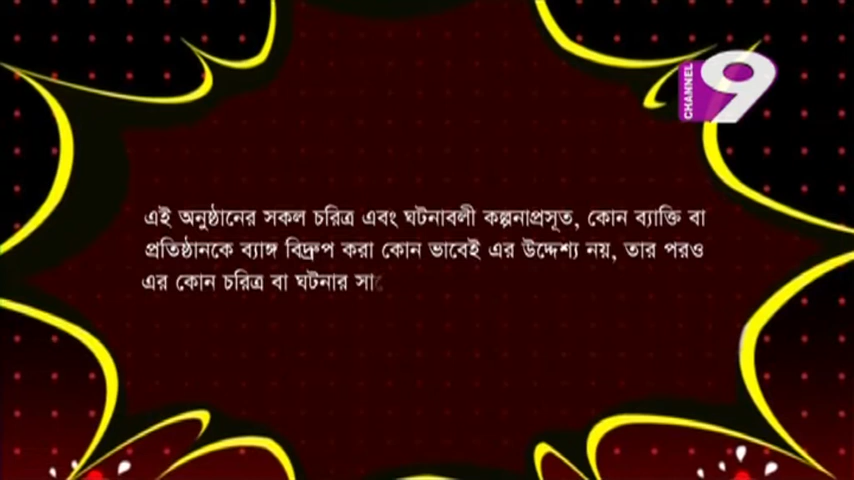 CHANNEL 9
এই অনুষ্ঠানের সকল চরিত্র এবং ঘটনাবলী কল্পনাপ্রসূত, কোন ব্যাক্তি বা
প্রতিষ্ঠানকে ব্যাঙ্গ বিদ্রুপ করা কোন ভাবেই এর উদ্দেশ্য নয়, তার পরও
এর কোন চরিত্র বা ঘটনার